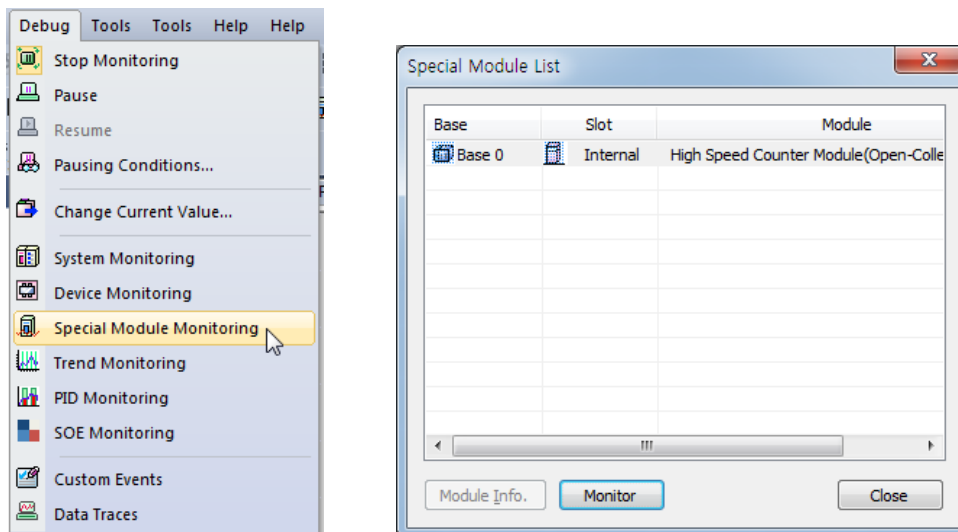 Debug Tools Tools Help Help
Stop Monitoring
Pause
Resume
Pausing Conditions...
Change Current Value...
System Monitoring
Device Monitoring
Special Module Monitoring
Trend Monitoring
PID Monitoring
SOE Monitoring
Custom Events
Data Traces
Special Module List
Base Slot Module
Base 0 Internal High Speed Counter Module(Open-Colle
Module Info. Monitor Close